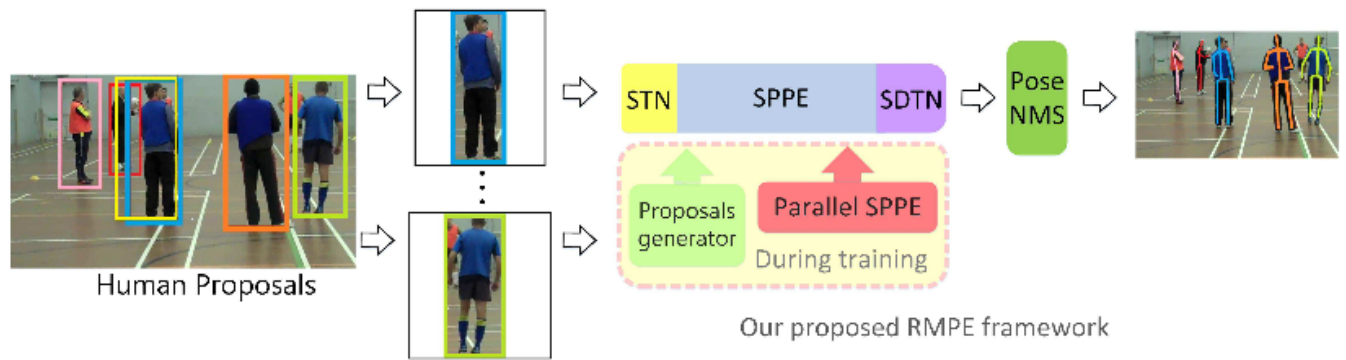 Human Proposals
STN
SPPE
SDTN
Proposals
generator
Parallel SPPE
During training
Pose
NMS
Our proposed RMPE framework